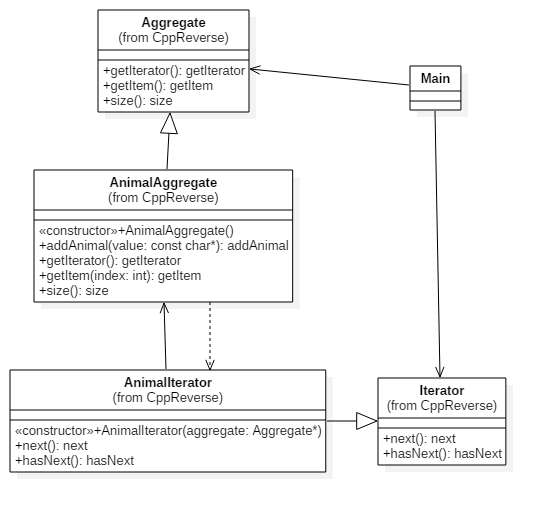 Aggregate
(from CppReverse)
+getIterator(): getIterator
+getItem(): getItem
+size(): size
Main
AnimalAggregate
(from CppReverse)
«constructor»+AnimalAggregate()
+addAnimal(value: const char*): addAnimal
+getIterator(): getIterator
+getItem(index: int): getItem
+size(): size
AnimalIterator
(from CppReverse)
«constructor»+AnimalIterator(aggregate: Aggregate*)
+next(): next
+hasNext(): hasNext
Iterator
(from CppReverse)
+next(): next
+hasNext(): hasNext